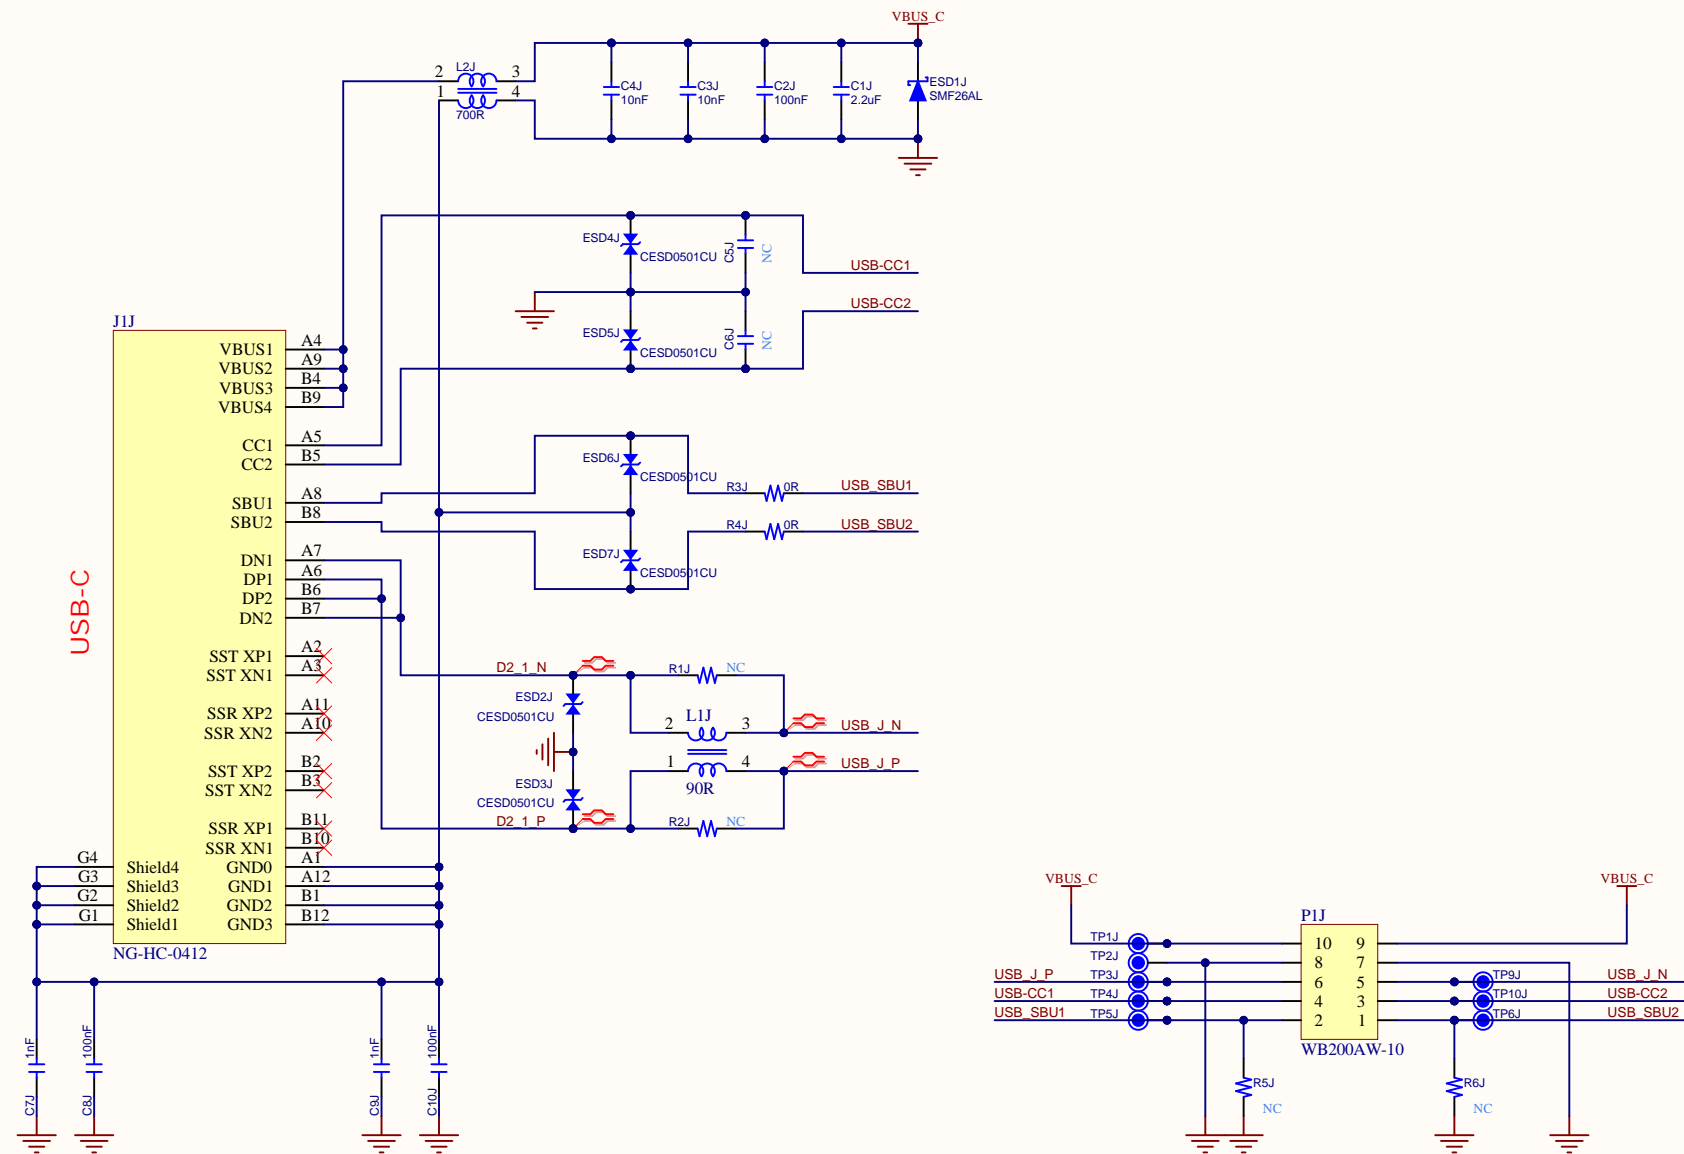 VBUS_C
L2J
2 3
1 4
700R
C4J
10nF
C3J
10nF
C2J
100nF
C1J
2.2uF
ESD1J
SMF26AL
ESD4J
CESD0501CU
C5J
NC
USB-CC1
USB-CC2
ESD5J
CESD0501CU
C6J
NC
J1J
VBUS1 A4
VBUS2 A9
VBUS3 B4
VBUS4 B9
CC1 A5
CC2 B5
SBU1 A8
SBU2 B8
DN1 A7
DP1 A6
DP2 B6
DN2 B7
SST XP1 A2
SST XN1 A3
SSR XP2 A11
SSR XN2 A10
SST XP2 B2
SST XN2 B3
SSR XP1 B11
SSR XN1 B10
G4 Shield4 GND0 A1
G3 Shield3 GND1 A12
G2 Shield2 GND2 B1
G1 Shield1 GND3 B12
NG-HC-0412
USB-C
ESD6J
CESD0501CU
R3J 0R USB_SBU1
R4J 0R USB_SBU2
ESD7J
CESD0501CU
D2_1_N
R1J NC
ESD2J
CESD0501CU
L1J
2 3 USB_J_N
1 4 USB_J_P
90R
ESD3J
CESD0501CU
D2_1_P
R2J NC
1nF
C7J
100nF
C8J
1nF
C9J
100nF
C10J
VBUS_C
VBUS_C
P1J
TP1J 10 9
TP2J 8 7
USB_J_P TP3J 6 5 TP9J USB_J_N
USB-CC1 TP4J 4 3 TP10J USB-CC2
USB_SBU1 TP5J 2 1 TP6J USB_SBU2
WB200AW-10
R5J
NC
R6J
NC